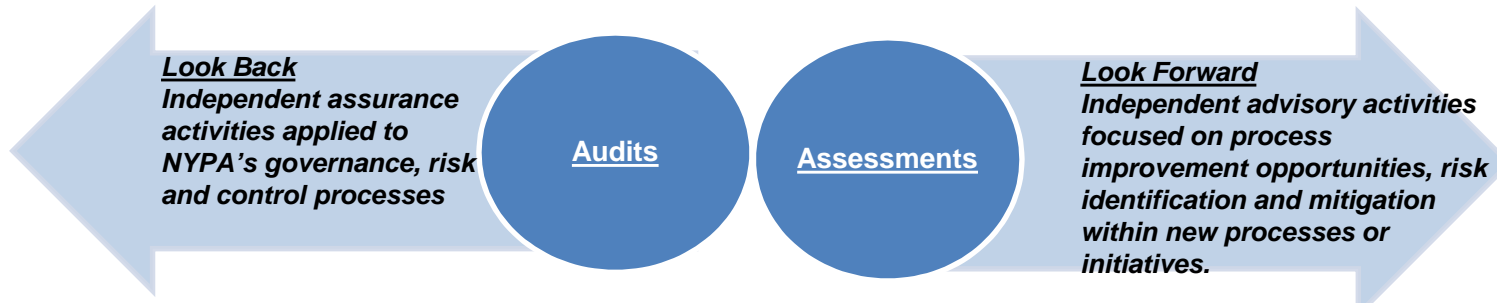 Look Back
Independent assurance
activities applied to
NYPA’s governance, risk
and control processes
Audits
Assessments
Look Forward
Independent advisory activities
focused on process
improvement opportunities, risk
identification and mitigation
within new processes or
initiatives.